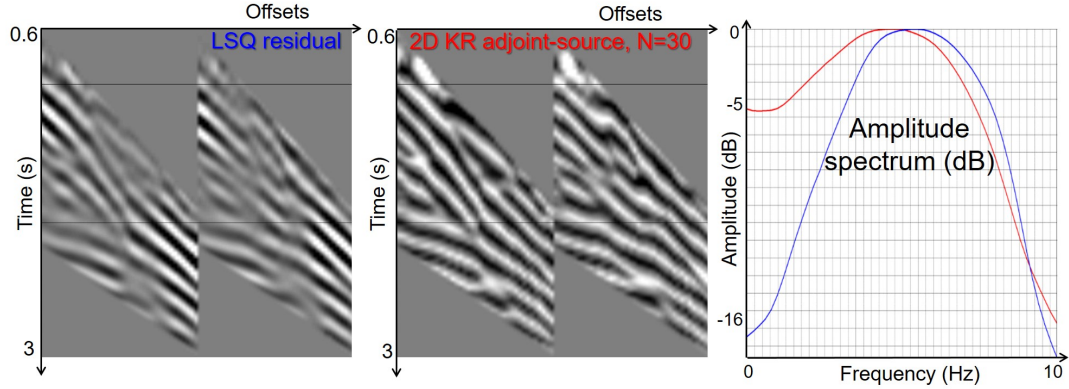 Offsets
0.6
LSQ residual
Time (s)
3
Offsets
0.6
2D KR adjoint-source, N=30
Time (s)
3
0
-5
Amplitude
spectrum (dB)
Amplitude (dB)
-16
0
Frequency (Hz)
10